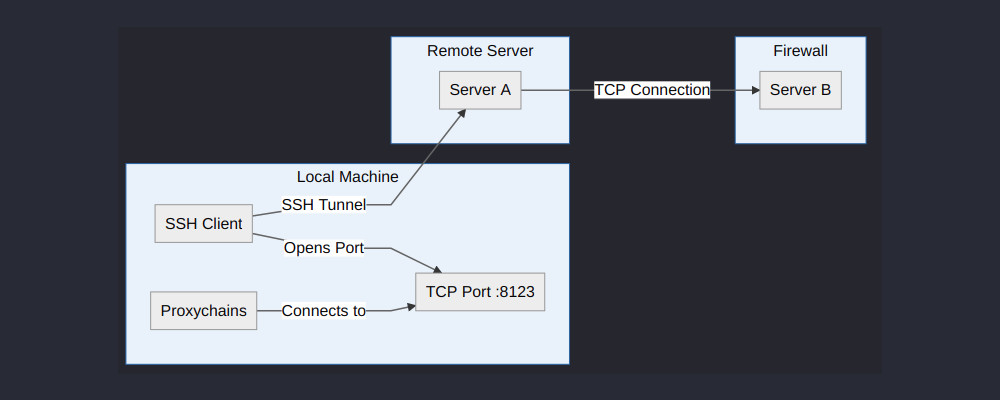 Remote Server
Firewall
Server A
TCP Connection
Server B
Local Machine
SSH Tunnel
SSH Client
Opens Port
TCP Port :8123
Proxychains
Connects to